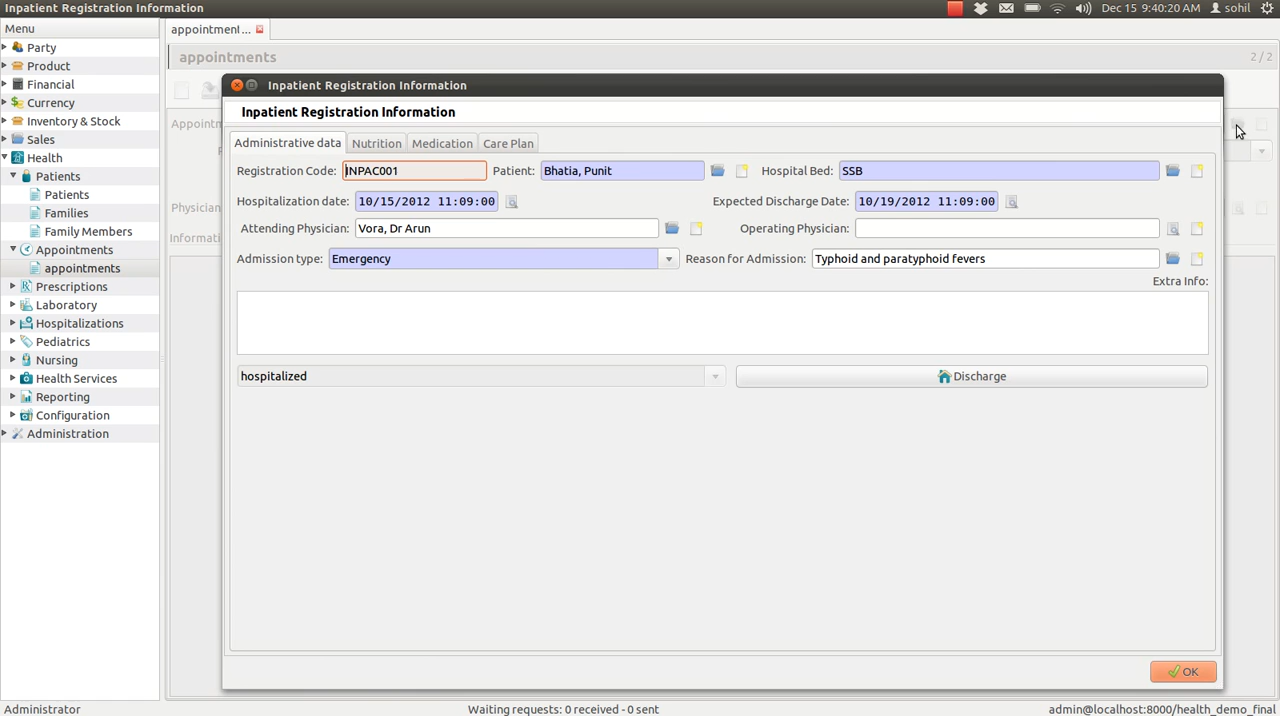 Inpatient Registration Information
Dec 15 9:40:20 AM sohil
Menu
appointmenl ...
Party
appointments 2 / 2
Product
Financial
Inpatient Registration Information
Currency
Inpatient Registration Information
Inventory & Stock
Sales
Administrative data Nutrition Medication Care Plan
Health
Registration Code: INPAC001 Patient: Bhatia, Punit Hospital Bed: SSB
Patients
Patients
Hospitalization date: 10/15/2012 11:09:00 Expected Discharge Date: 10/19/2012 11:09:00
Families
Family Members
Physician
Attending Physician: Vora, Dr Arun Operating Physician:
Appointments
Informati
Admission type: Emergency Reason for Admission: Typhoid and paratyphoid fevers
appointments
Extra Info:
Prescriptions
Laboratory
Hospitalizations
Pediatrics
Nursing
hospitalized Discharge
Health Services
Reporting
Configuration
Administration
OK
Administrator Waiting requests: 0 received - 0 sent admin@localhost:8000/health_demo_final